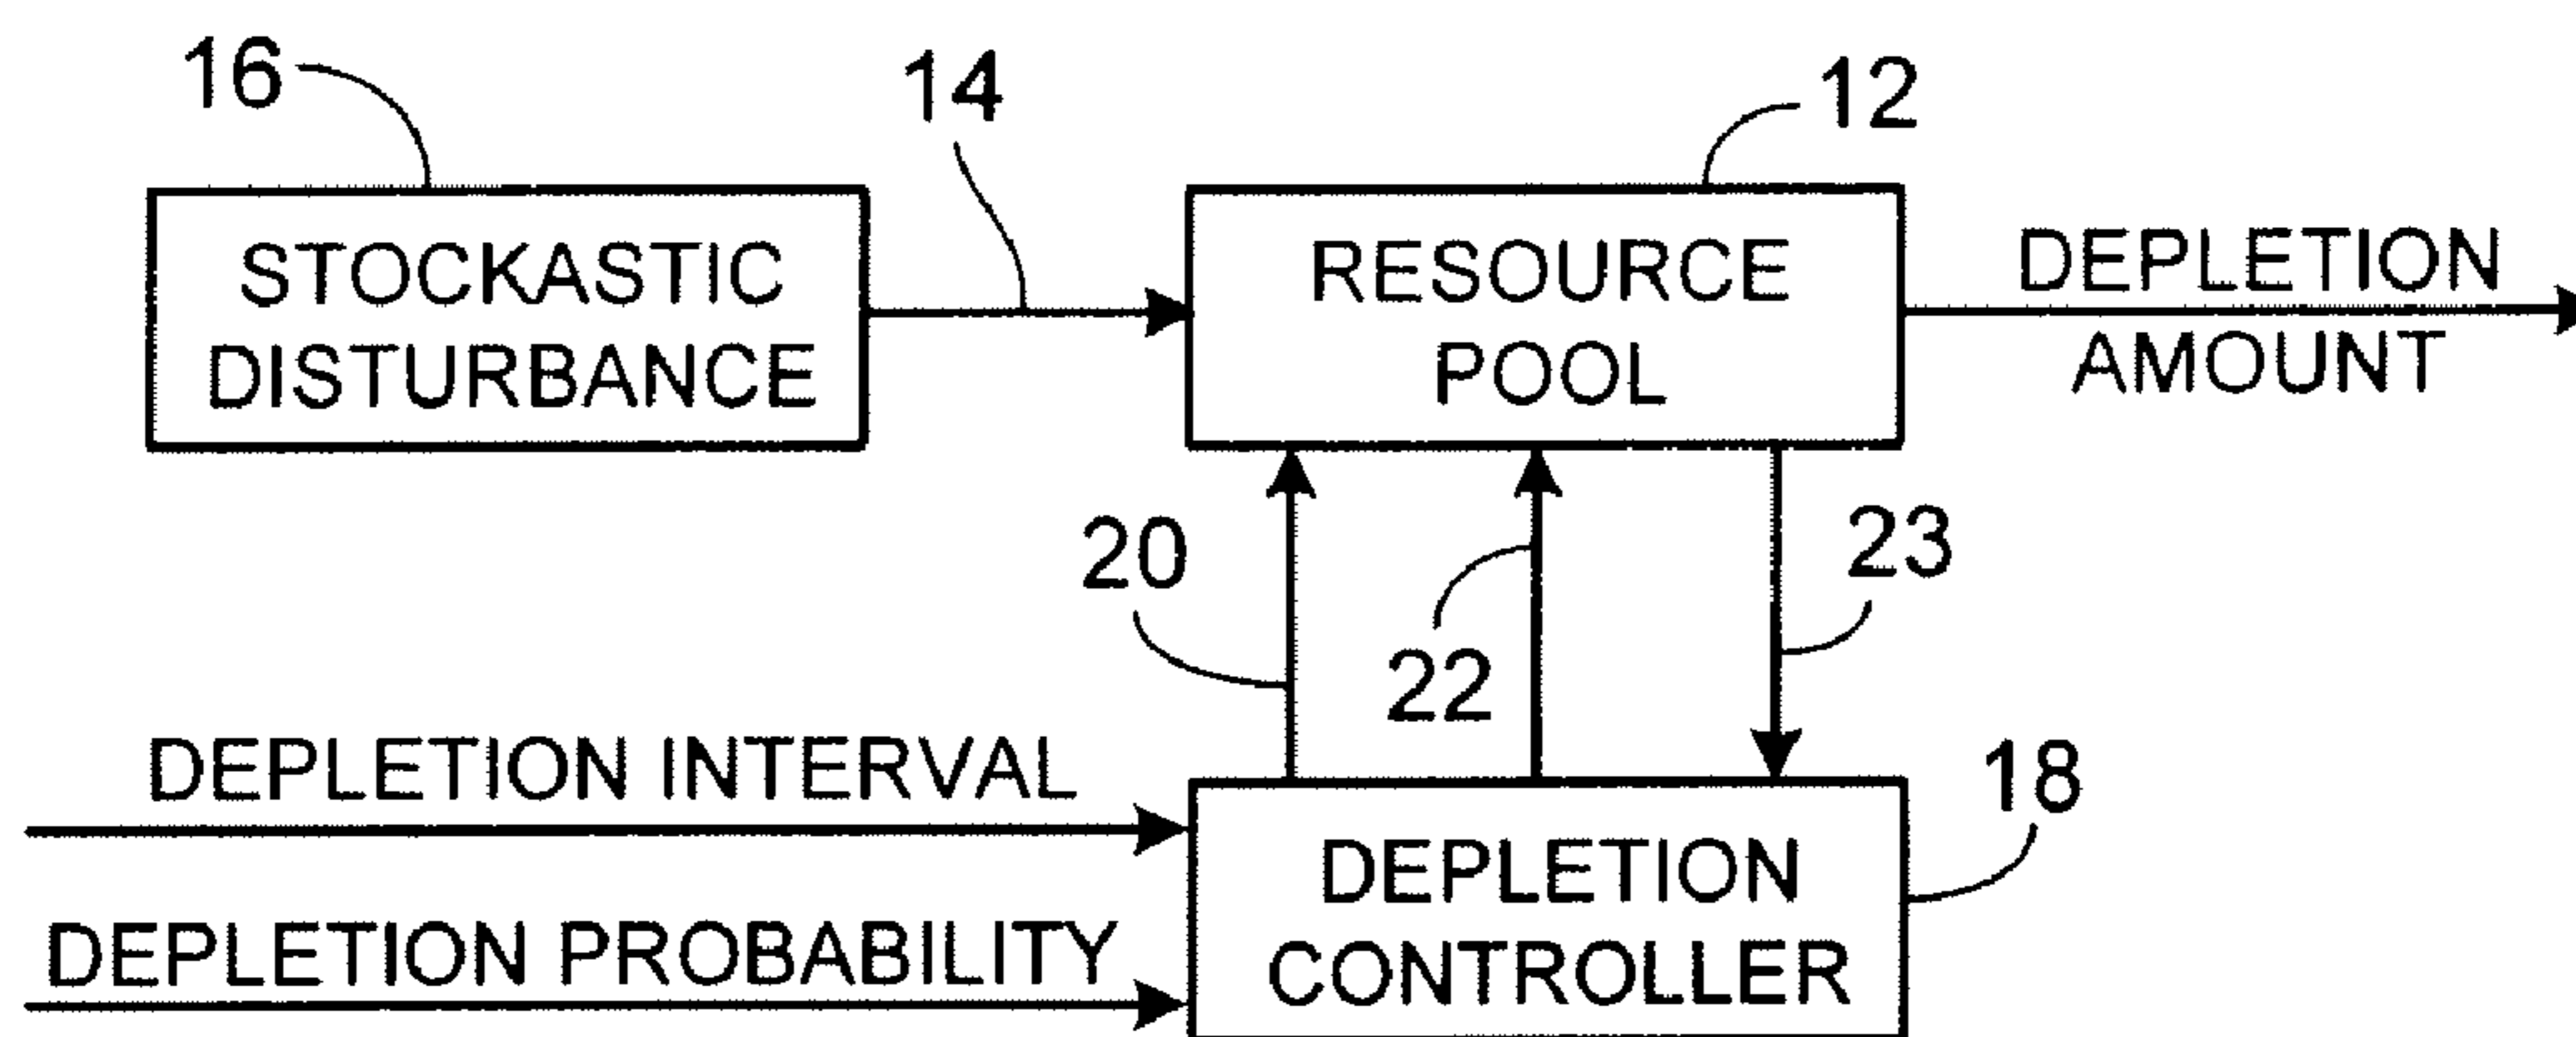 16
14
12
STOCKASTIC
DISTURBANCE
RESOURCE
POOL
DEPLETION
AMOUNT
20
22
23
18
DEPLETION INTERVAL
DEPLETION PROBABILITY
DEPLETION
CONTROLLER